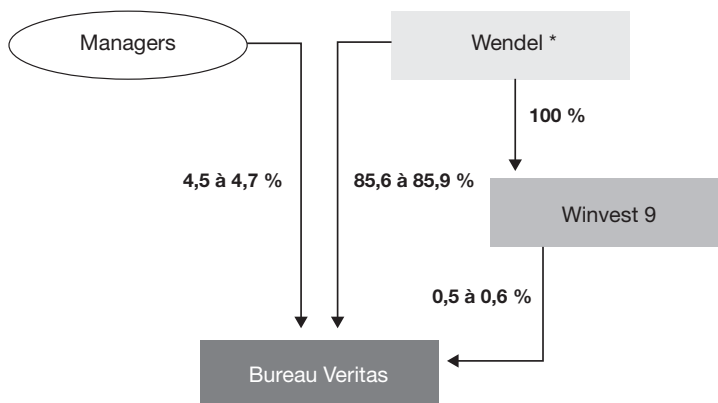 Managers
Wendel *
100 %
4,5 à 4,7 %
85,6 à 85,9 %
Winvest 9
0,5 à 0,6 %
Bureau Veritas